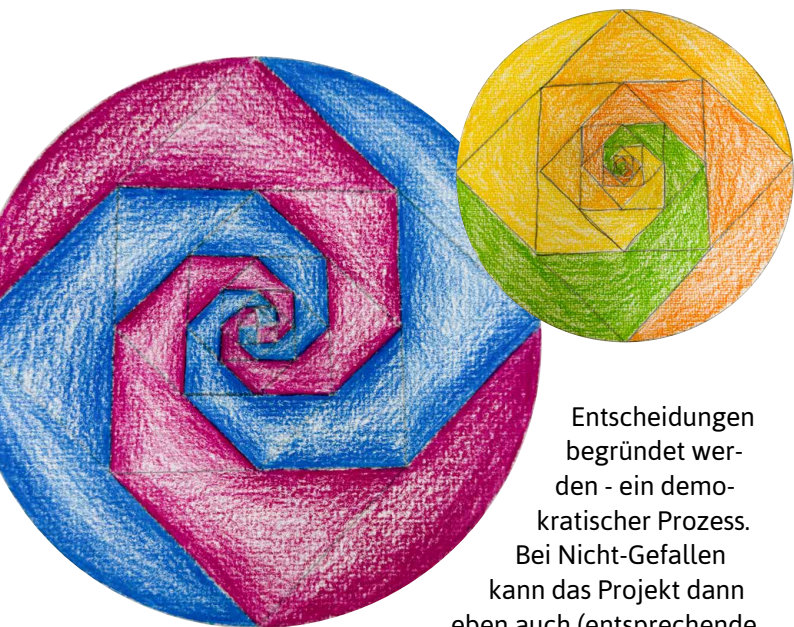 Entscheidungen
begründet wer-
den - ein demo-
kratischer Prozess.
Bei Nicht-Gefallen
kann das Projekt dann
eben auch (entsprechende